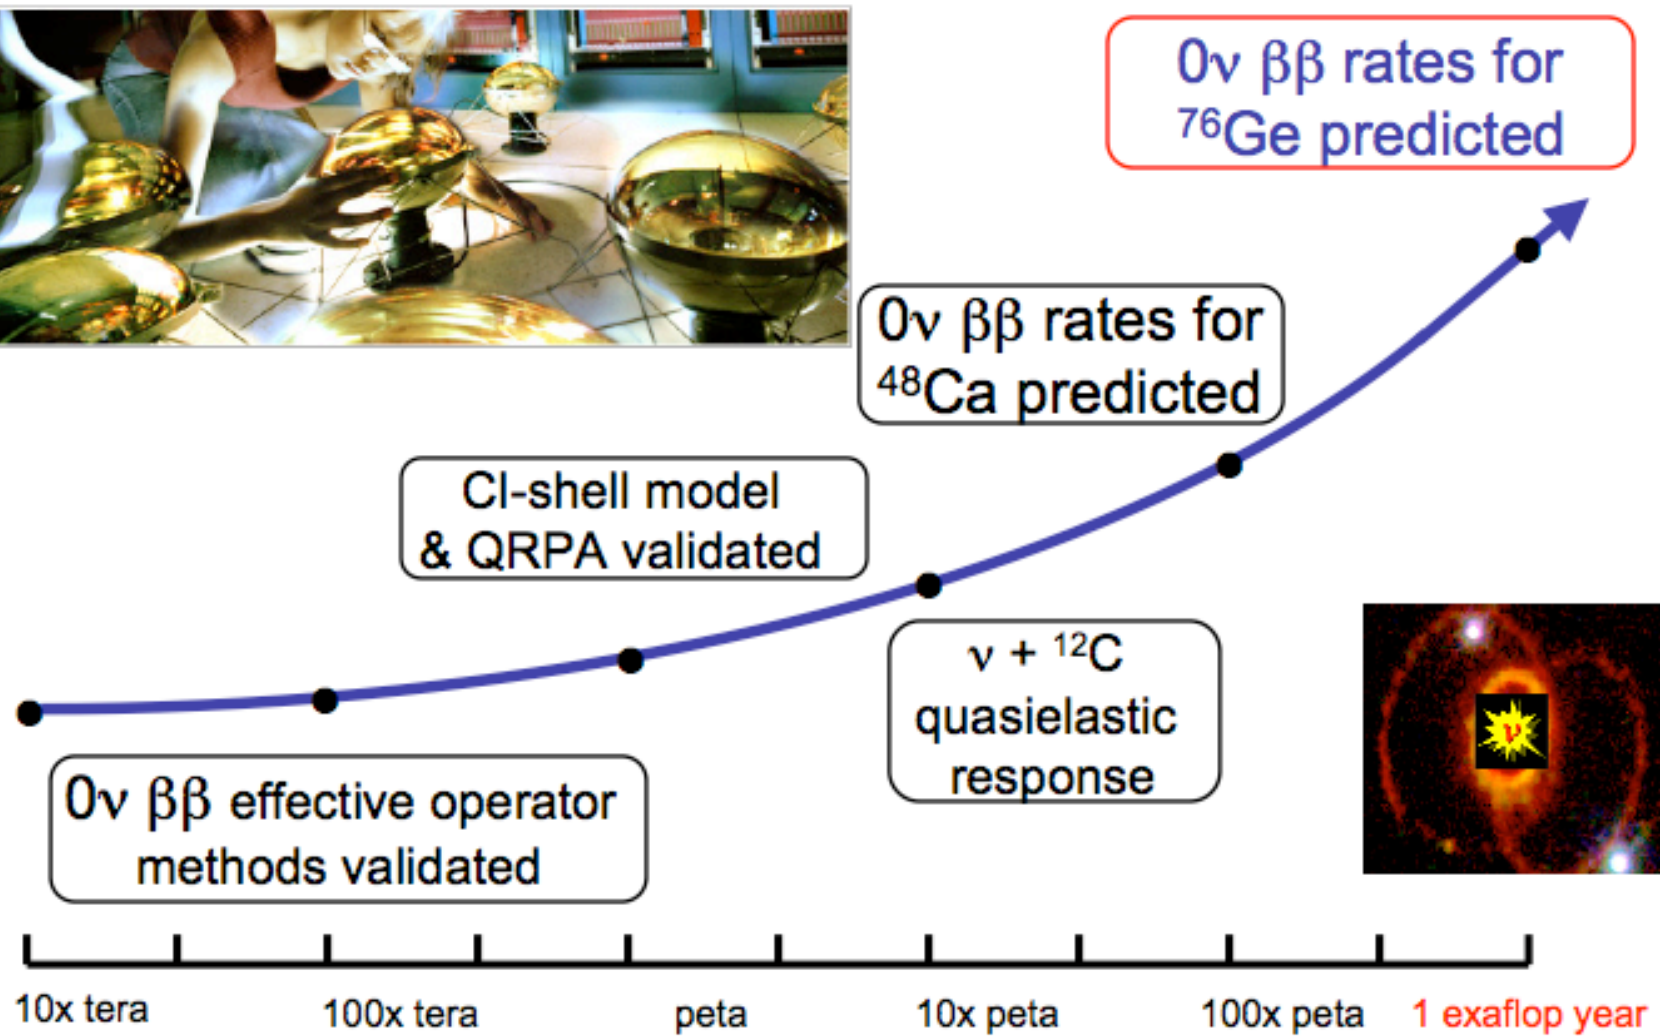 0ν ββ rates for
⁷⁶Ge predicted
0ν ββ rates for
⁴⁸Ca predicted
CI-shell model
& QRPA validated
ν + ¹²C
quasielastic
response
ν
0ν ββ effective operator
methods validated
10x tera
100x tera
peta
10x peta
100x peta
1 exaflop year